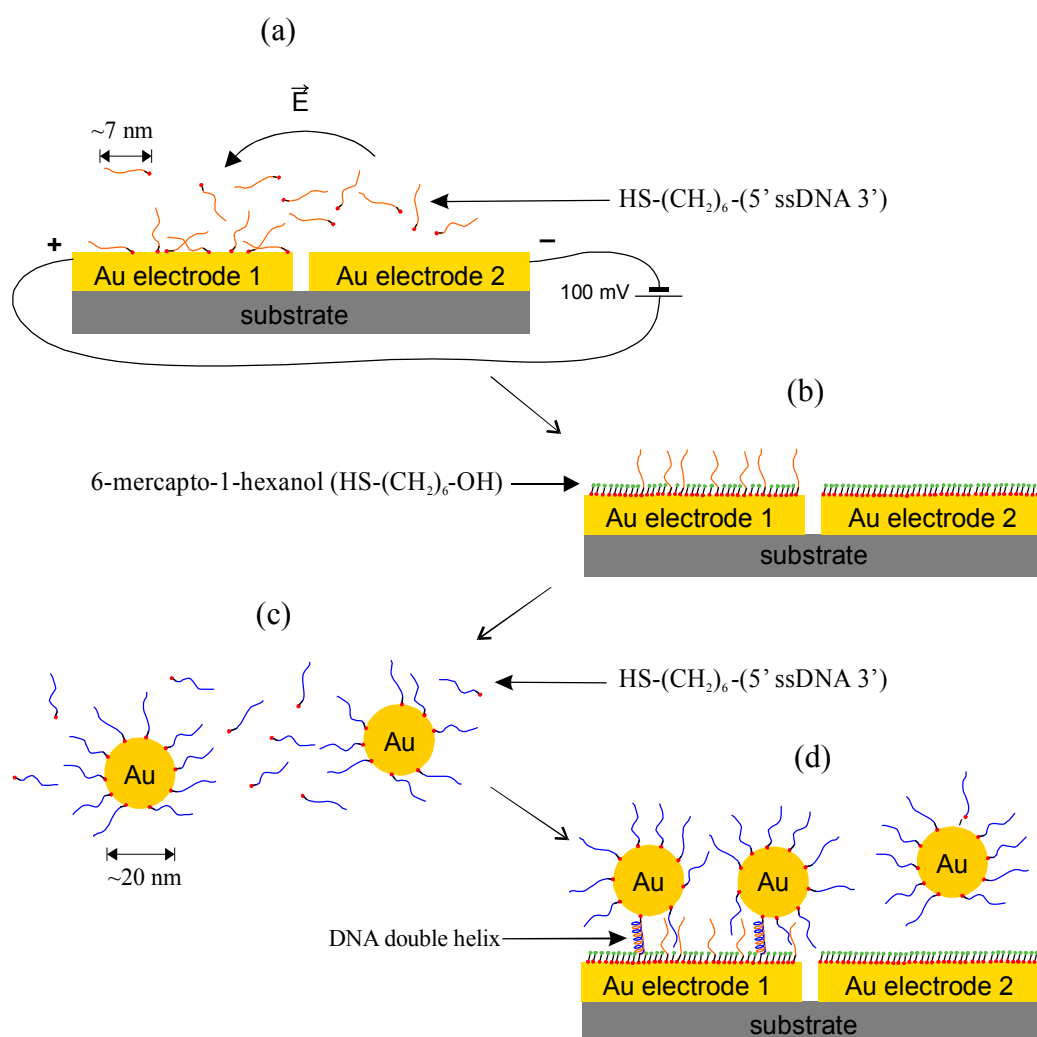 (a)
E
~7 nm
HS-(CH2)6-(5' ssDNA 3')
+
–
Au electrode 1
Au electrode 2
100 mV
substrate
(b)
6-mercapto-1-hexanol (HS-(CH2)6-OH)
Au electrode 1
Au electrode 2
substrate
(c)
HS-(CH2)6-(5' ssDNA 3')
Au
Au
~20 nm
(d)
Au
Au
Au
DNA double helix
Au electrode 1
Au electrode 2
substrate